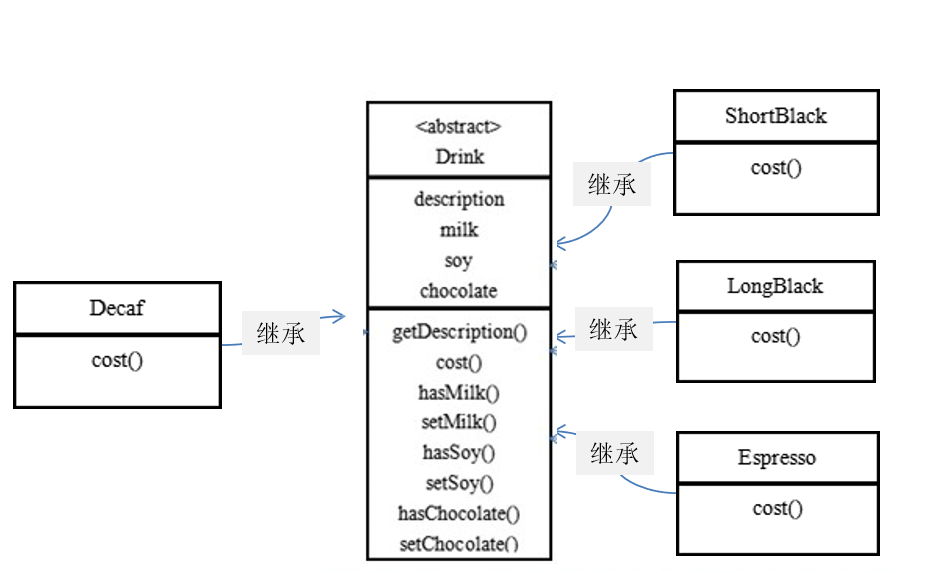 <abstract>
Drink
description
milk
soy
chocolate
getDescription()
cost()
hasMilk()
setMilk()
hasSoy()
setSoy()
hasChocolate()
setChocolate()
Decaf
cost()
继承
继承
ShortBlack
cost()
继承
LongBlack
cost()
继承
Espresso
cost()